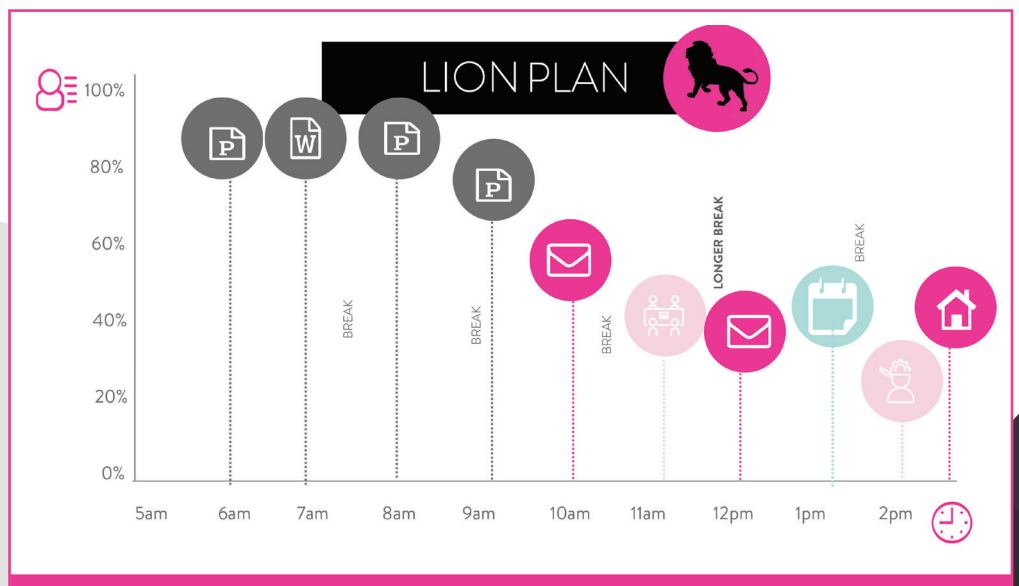 LION PLAN
100%
80%
60%
40%
20%
0%
P
W
P
P
BREAK
BREAK
BREAK
LONGER BREAK
BREAK
5am
6am
7am
8am
9am
10am
11am
12pm
1pm
2pm